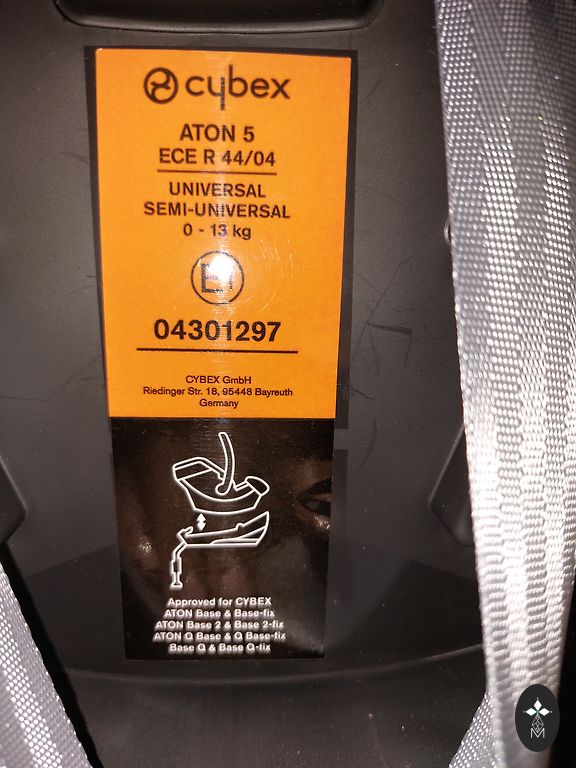 cybex
ATON 5
ECE R 44/04
UNIVERSAL
SEMI-UNIVERSAL
0 - 13 kg
E1
04301297
CYBEX GmbH
Riedinger Str. 18, 95448 Bayreuth
Germany
Approved for CYBEX
ATON Base & Base-fix
ATON Base 2 & Base 2-fix
ATON Q Base & Q Base-fix
Base Q & Base Q-fix
M